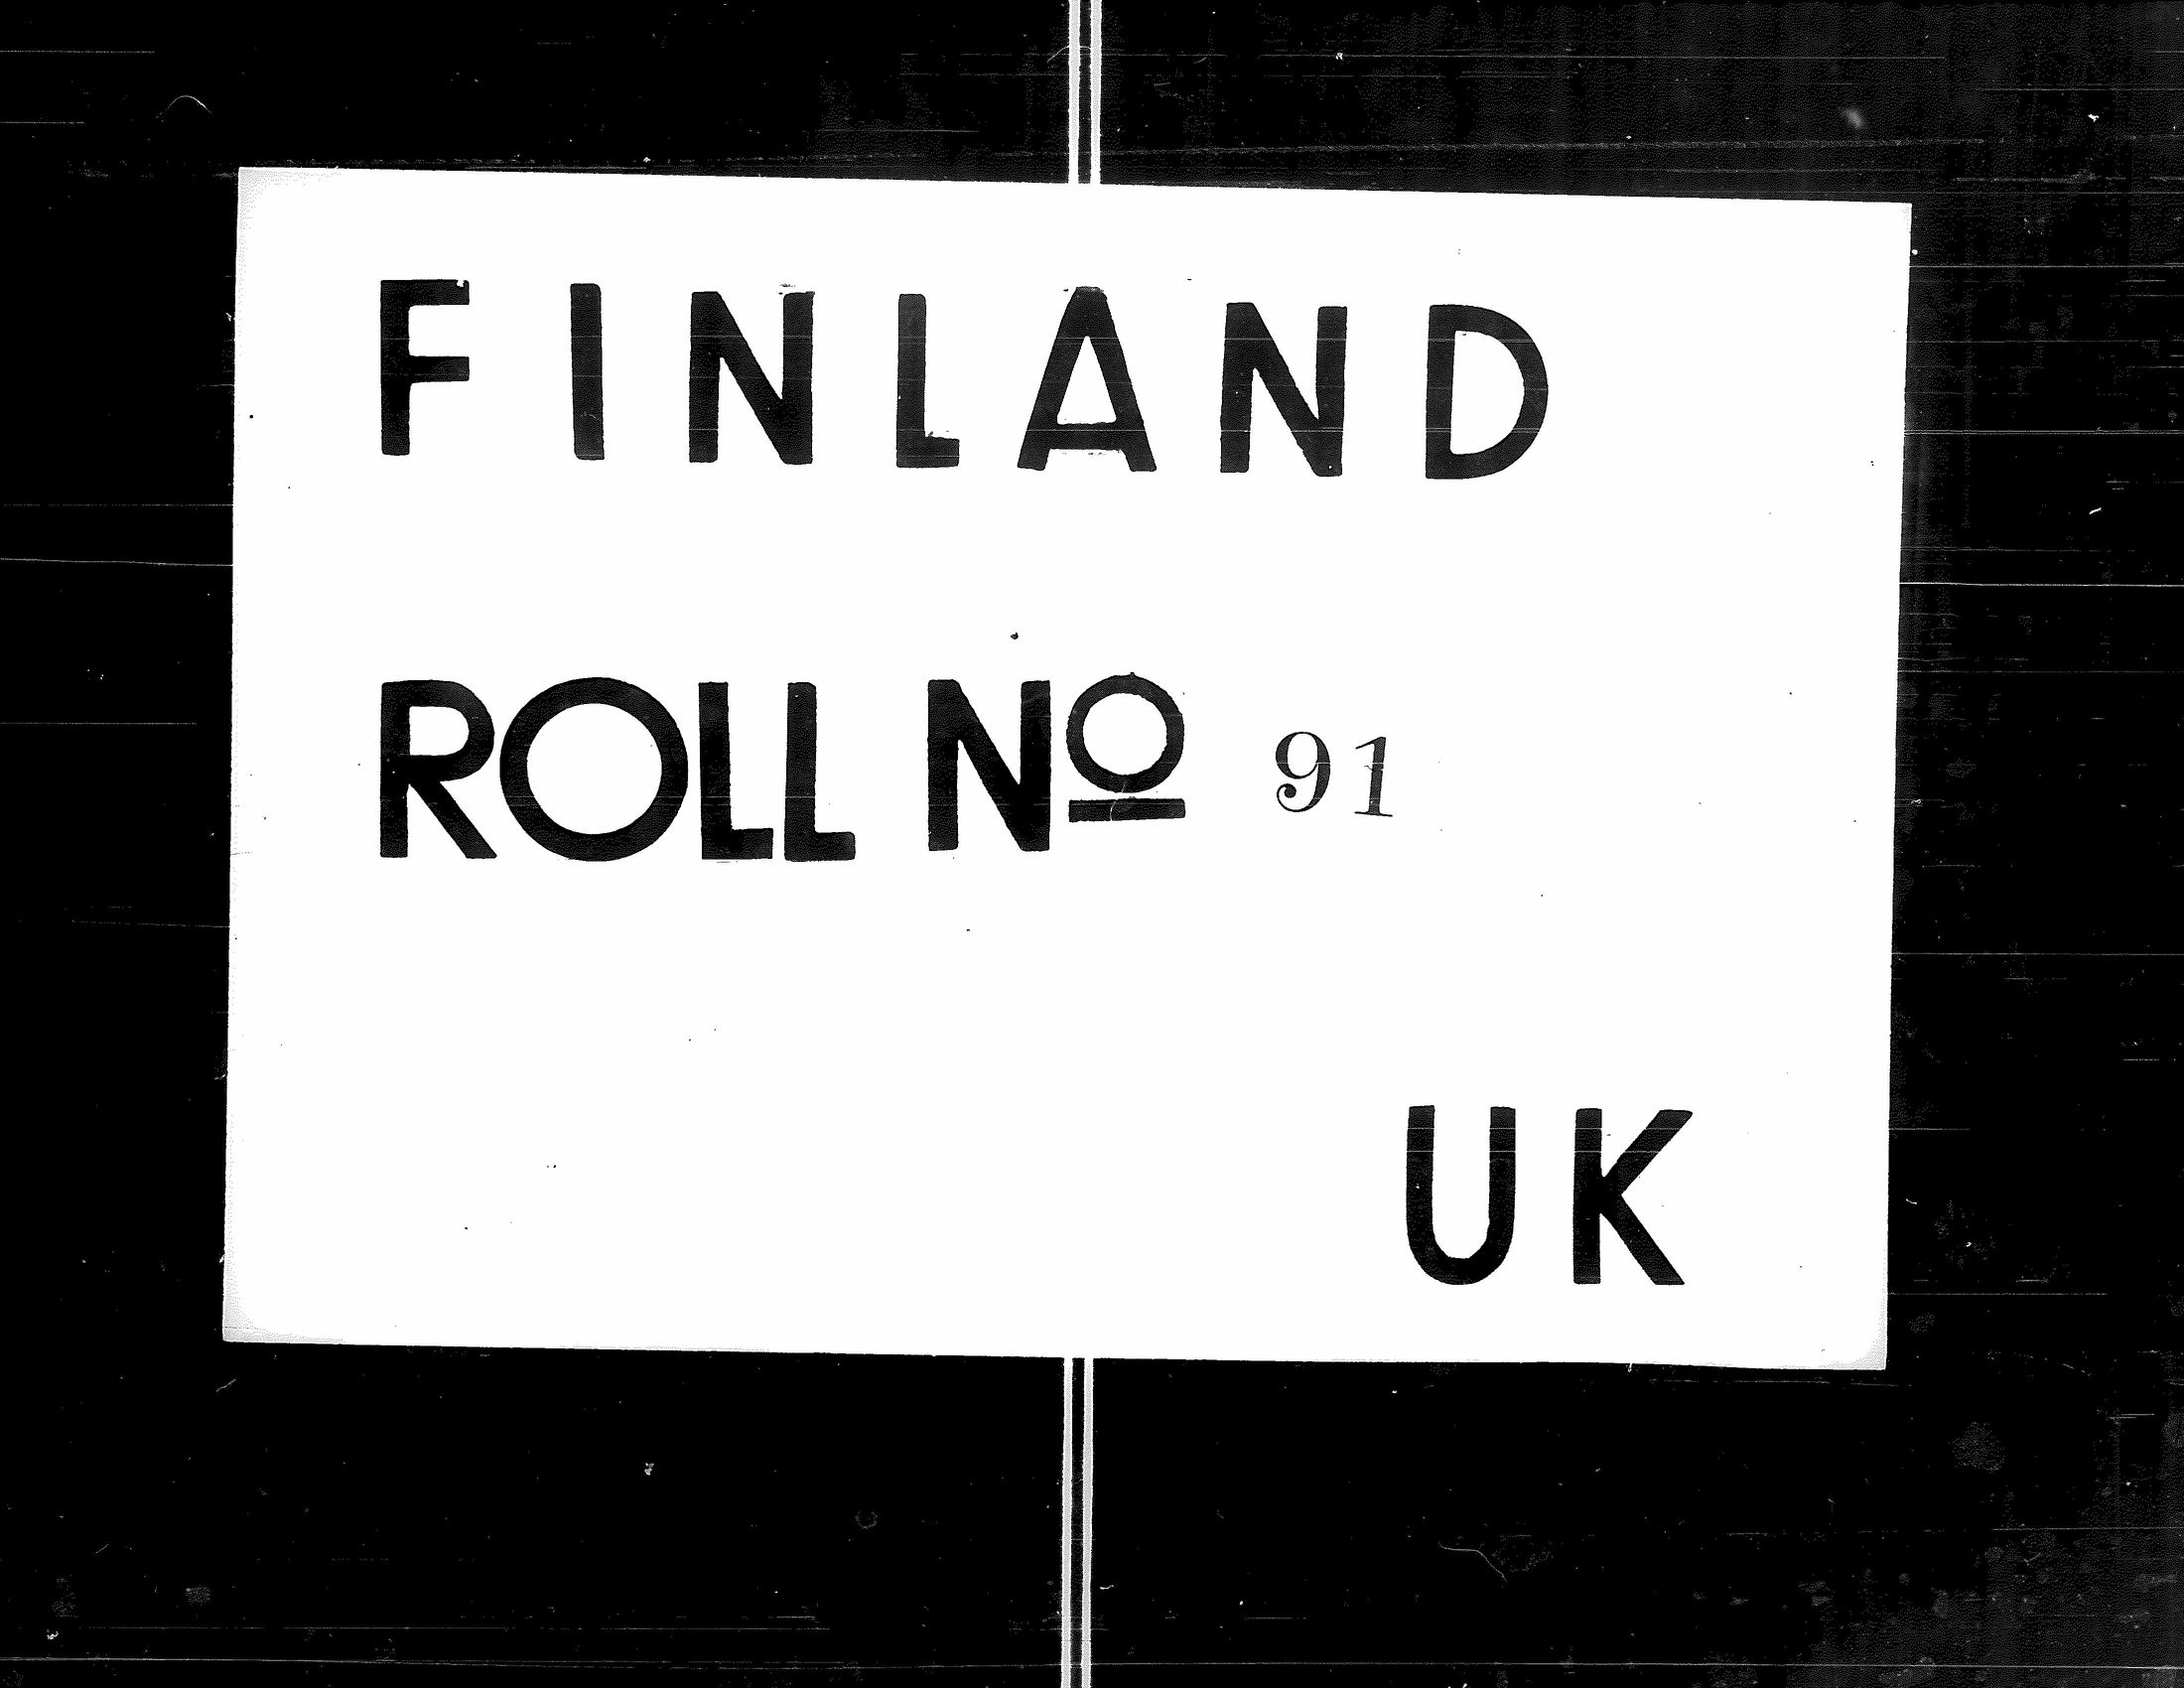 FINLAND
ROLL Nº 91
UK